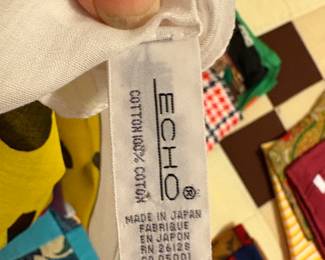 ECHO®
COTTON 100% COTON
MADE IN JAPAN
FABRIQUE
EN JAPON
RN 26128